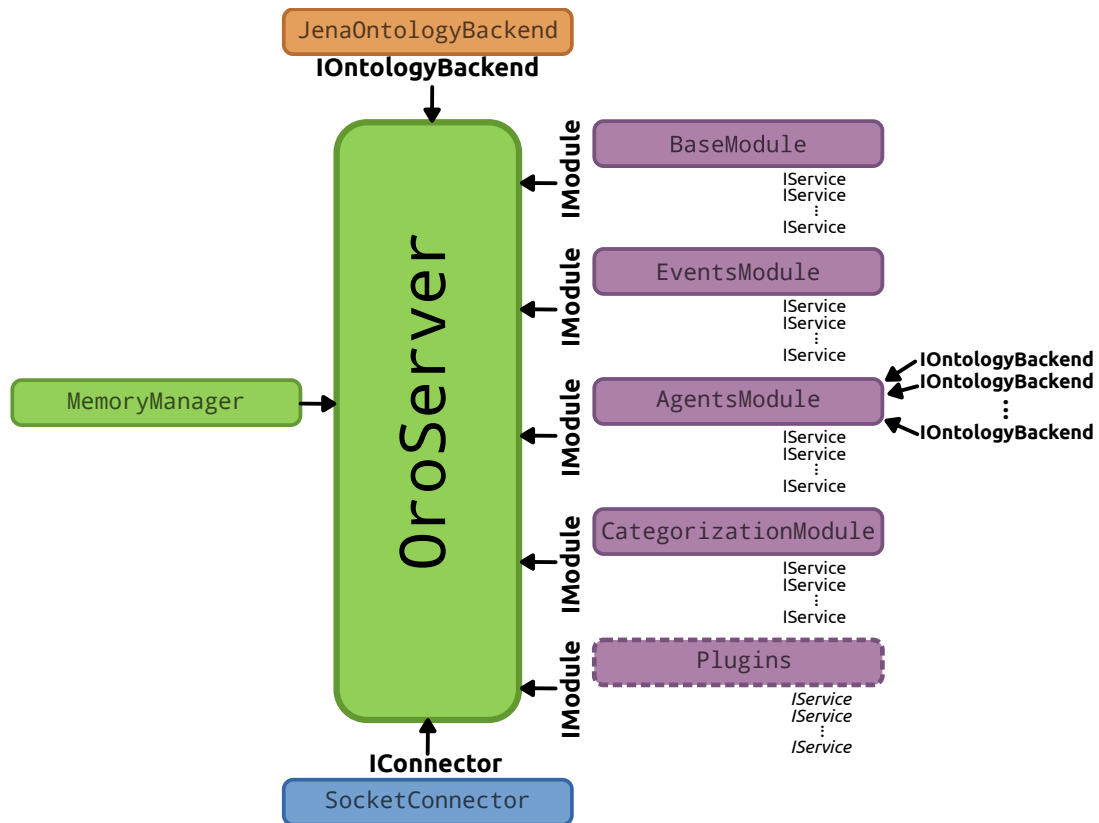 JenaOntologyBackend
IOntologyBackend
OroServer
MemoryManager
IModule
BaseModule
IService
IService
IService
IModule
EventsModule
IService
IService
IService
IModule
AgentsModule
IOntologyBackend
IOntologyBackend
IOntologyBackend
IService
IService
IService
IModule
CategorizationModule
IService
IService
IService
IModule
Plugins
IService
IService
IService
IConnector
SocketConnector